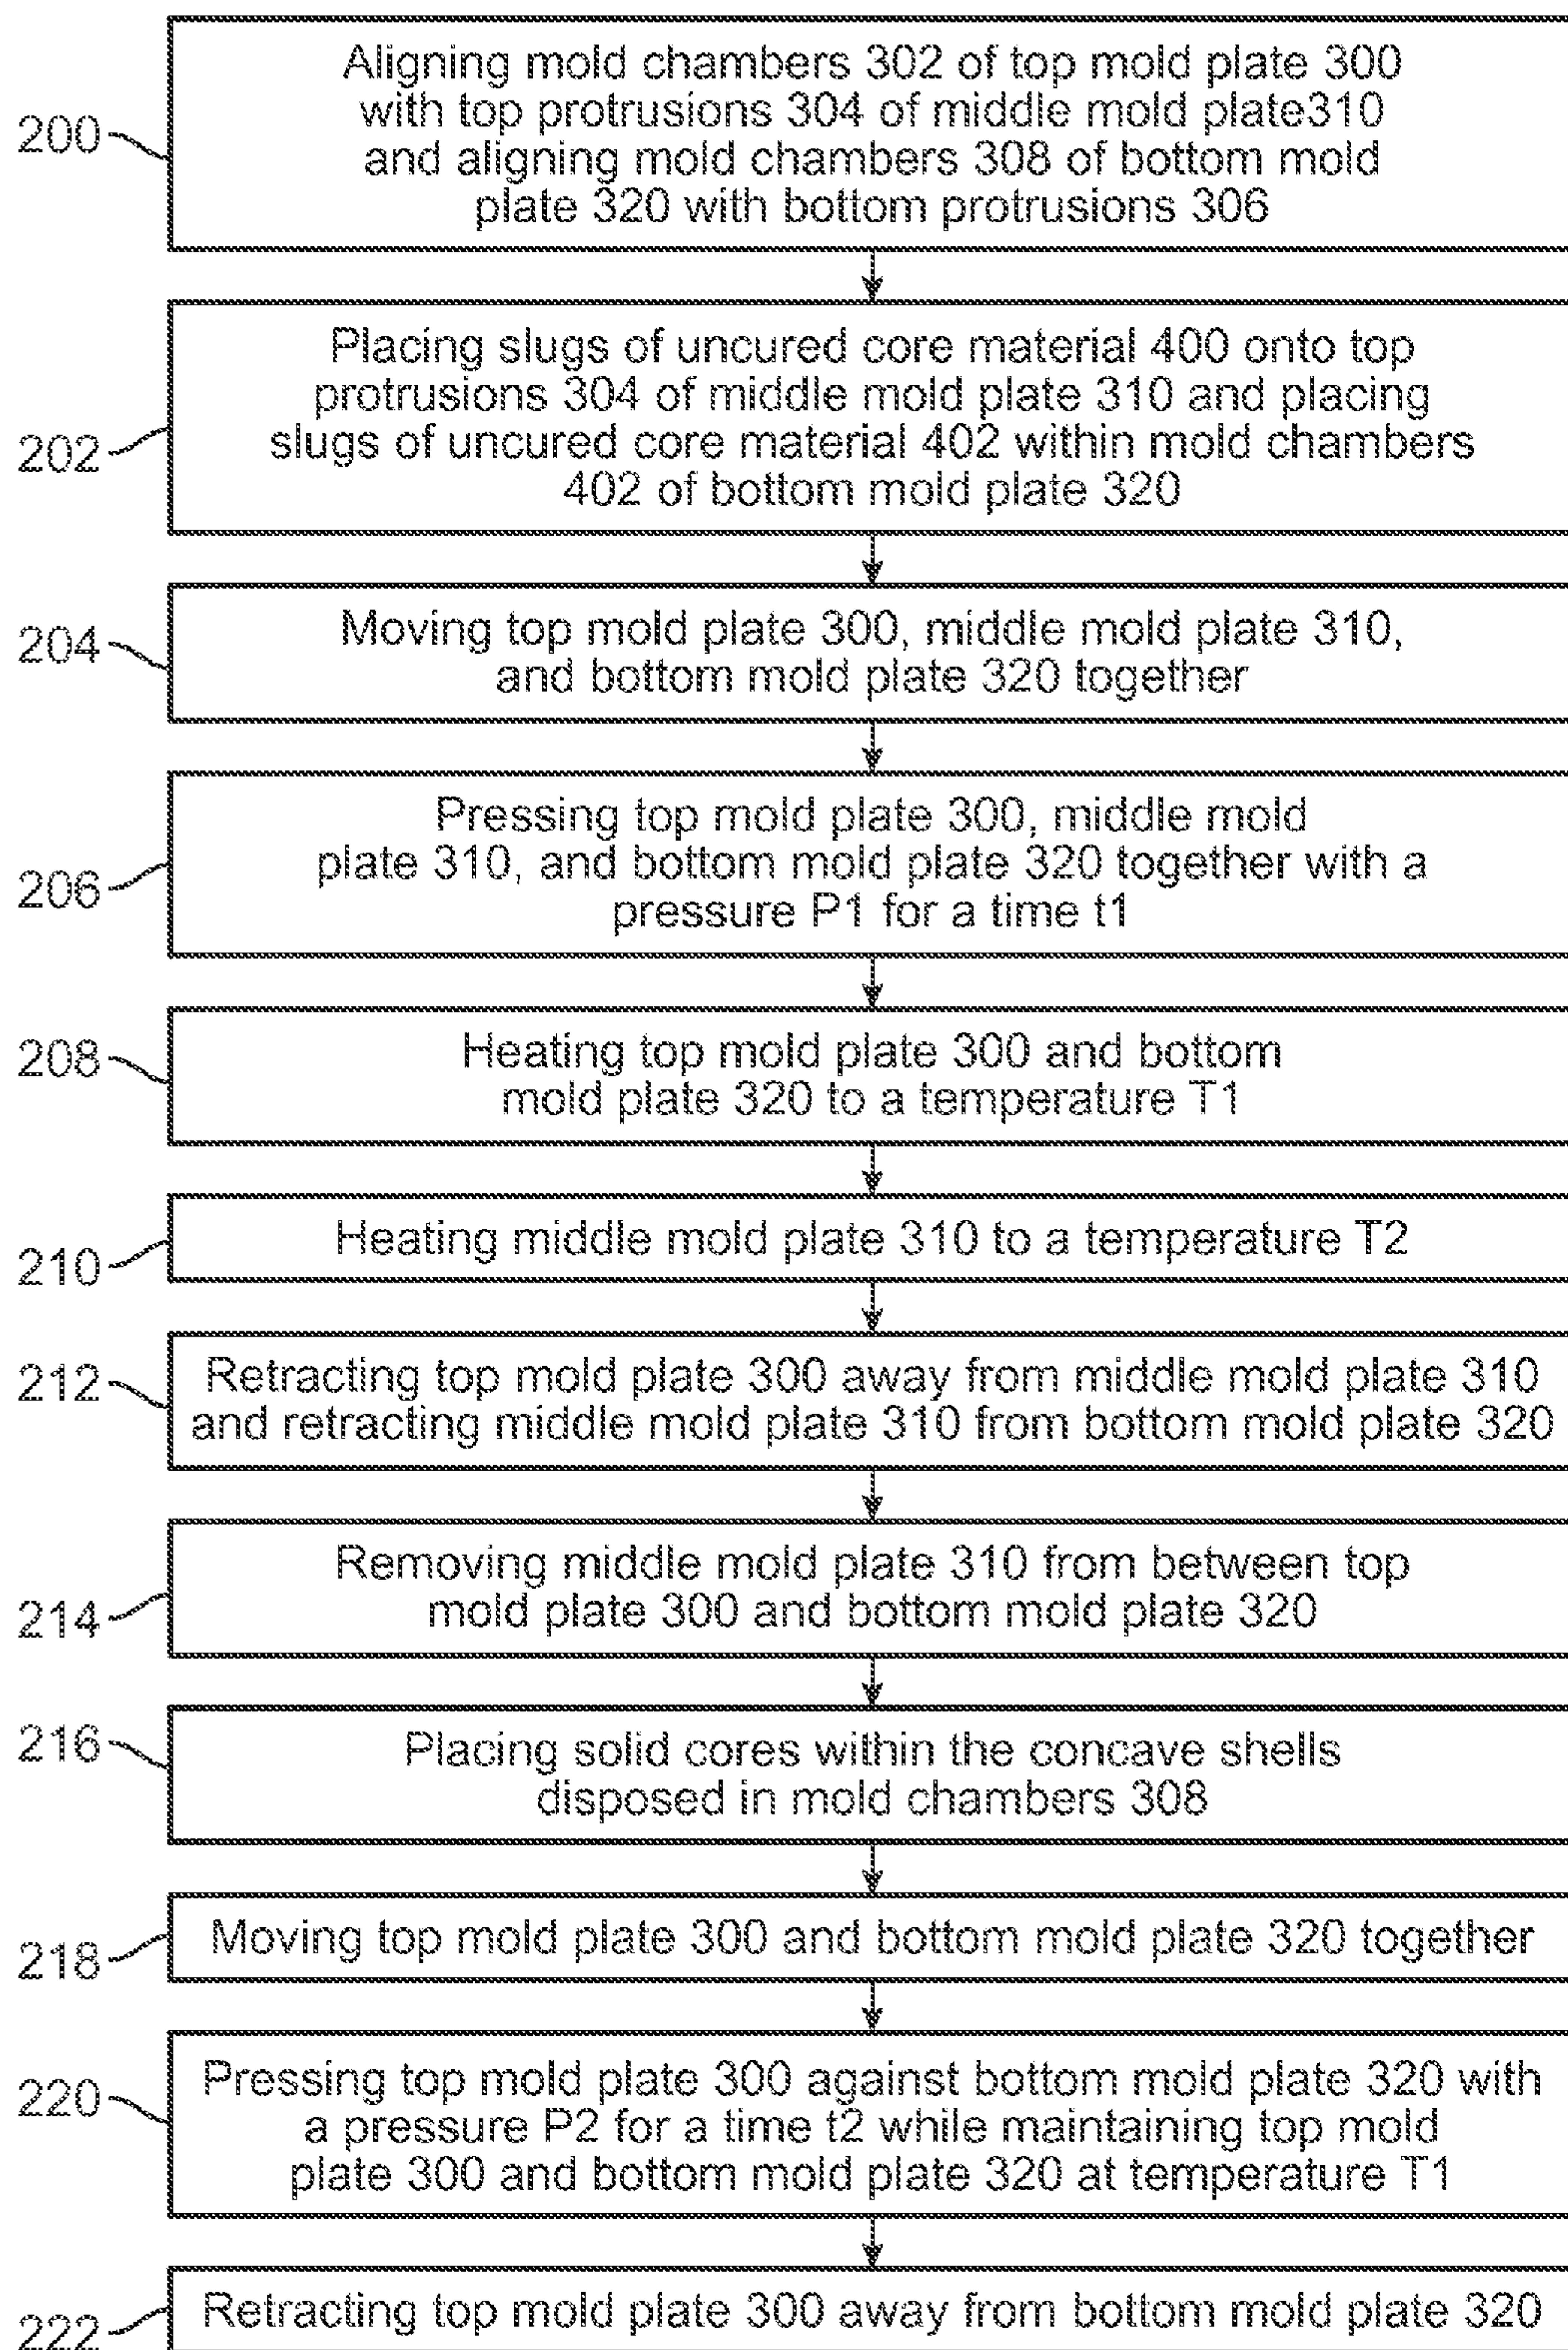 200
Aligning mold chambers 302 of top mold plate 300
with top protrusions 304 of middle mold plate310
and aligning mold chambers 308 of bottom mold
plate 320 with bottom protrusions 306
202
Placing slugs of uncured core material 400 onto top
protrusions 304 of middle mold plate 310 and placing
slugs of uncured core material 402 within mold chambers
402 of bottom mold plate 320
204
Moving top mold plate 300, middle mold plate 310,
and bottom mold plate 320 together
206
Pressing top mold plate 300, middle mold
plate 310, and bottom mold plate 320 together with a
pressure P1 for a time t1
208
Heating top mold plate 300 and bottom
mold plate 320 to a temperature T1
210
Heating middle mold plate 310 to a temperature T2
212
Retracting top mold plate 300 away from middle mold plate 310
and retracting middle mold plate 310 from bottom mold plate 320
214
Removing middle mold plate 310 from between top
mold plate 300 and bottom mold plate 320
216
Placing solid cores within the concave shells
disposed in mold chambers 308
218
Moving top mold plate 300 and bottom mold plate 320 together
220
Pressing top mold plate 300 against bottom mold plate 320 with
a pressure P2 for a time t2 while maintaining top mold
plate 300 and bottom mold plate 320 at temperature T1
222
Retracting top mold plate 300 away from bottom mold plate 320